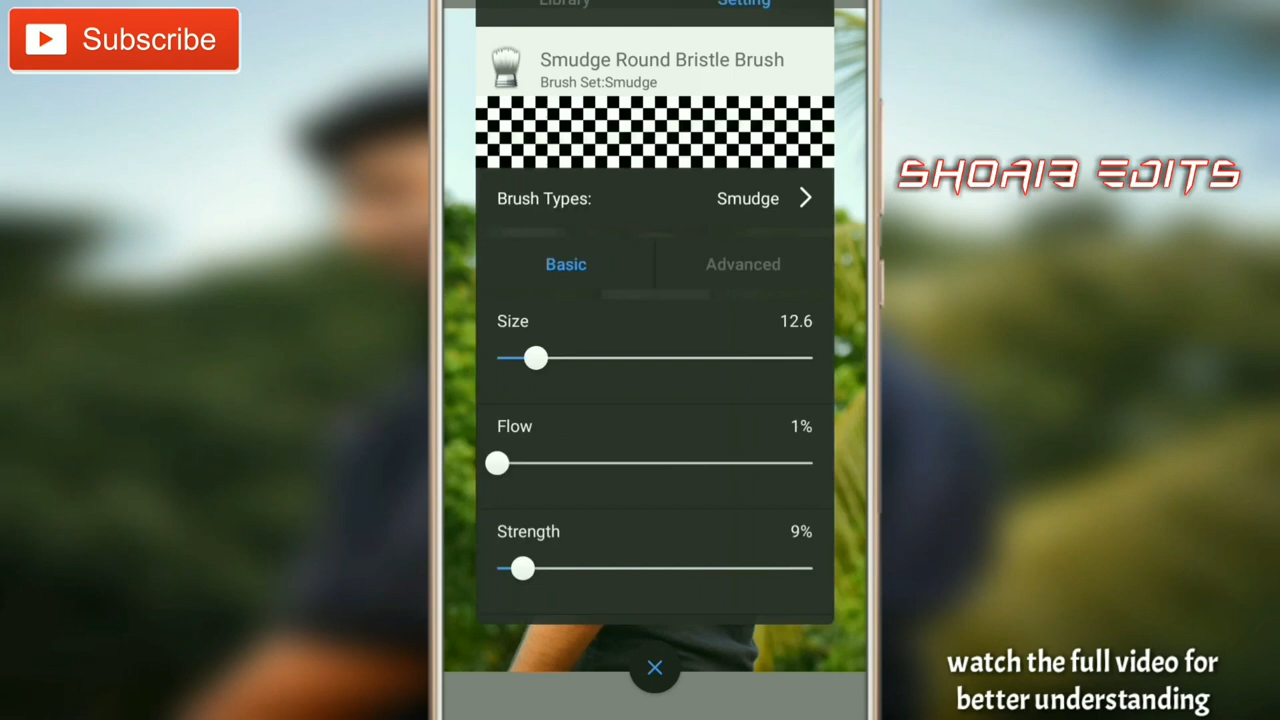 Subscribe
Library
Setting
Smudge Round Bristle Brush
Brush Set:Smudge
SHOAIB EDITS
Brush Types:
Smudge
Basic
Advanced
Size
12.6
Flow
1%
Strength
9%
watch the full video for
better understanding